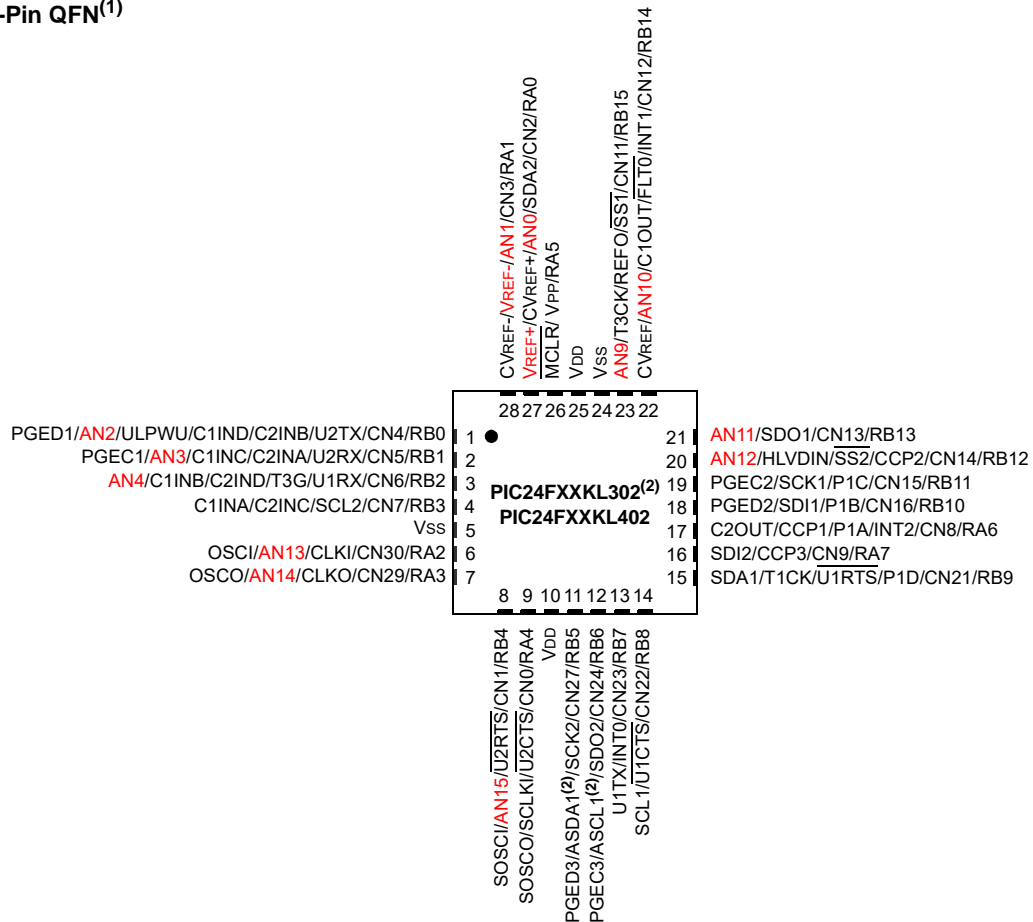 -Pin QFN(1)
CVREF-/VREF-/AN1/CN3/RA1
VREF+/CVREF+/AN0/SDA2/CN2/RA0
MCLR/ VPP/RA5
VDD
VSS
AN9/T3CK/REFO/SS1/CN11/RB15
CVREF/AN10/C1OUT/FLT0/INT1/CN12/RB14
28 27 26 25 24 23 22
PGED1/AN2/ULPWU/C1IND/C2INB/U2TX/CN4/RB0 1
PGEC1/AN3/C1INC/C2INA/U2RX/CN5/RB1 2
AN4/C1INB/C2IND/T3G/U1RX/CN6/RB2 3
C1INA/C2INC/SCL2/CN7/RB3 4
VSS 5
OSCI/AN13/CLKI/CN30/RA2 6
OSCO/AN14/CLKO/CN29/RA3 7
PIC24FXXKL302(2)
PIC24FXXKL402
21 AN11/SDO1/CN13/RB13
20 AN12/HLVDIN/SS2/CCP2/CN14/RB12
19 PGEC2/SCK1/P1C/CN15/RB11
18 PGED2/SDI1/P1B/CN16/RB10
17 C2OUT/CCP1/P1A/INT2/CN8/RA6
16 SDI2/CCP3/CN9/RA7
15 SDA1/T1CK/U1RTS/P1D/CN21/RB9
8 9 10 11 12 13 14
SOSCI/AN15/U2RTS/CN1/RB4
SOSCO/SCLKI/U2CTS/CN0/RA4
VDD
PGED3/ASDA1(2)/SCK2/CN27/RB5
PGEC3/ASCL1(2)/SDO2/CN24/RB6
U1TX/INT0/CN23/RB7
SCL1/U1CTS/CN22/RB8